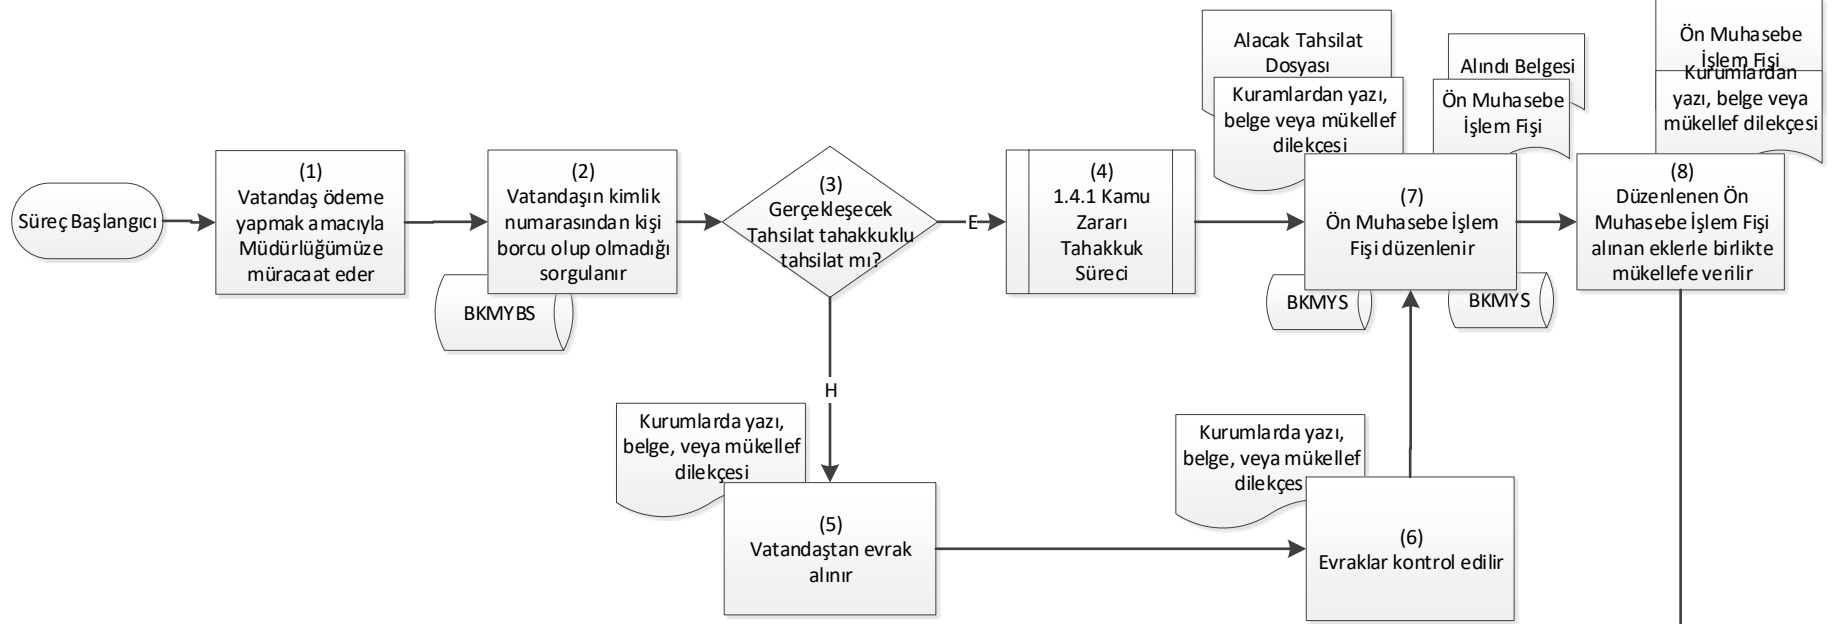 Süreç Başlangıcı
(1)
Vatandaş ödeme
yapmak amacıyla
Müdürlüğümüze
müracaat eder
(2)
Vatandaşın kimlik
numarasından kişi
borcu olup olmadığı
sorgulanır
BKMYBS
(3)
Gerçekleşecek
Tahsilat tahakkuklu
tahsilat mı?
E
H
(4)
1.4.1 Kamu
Zararı
Tahakkuk
Süreci
Alacak Tahsilat
Dosyası
Kuramlardan yazı,
belge veya mükellef
dilekçesi
Alındı Belgesi
Ön Muhasebe
İşlem Fişi
(7)
Ön Muhasebe İşlem
Fişi düzenlenir
BKMYS
BKMYS
Ön Muhasebe
İşlem Fişi
Kurumlardan
yazı, belge veya
mükellef dilekçesi
(8)
Düzenlenen Ön
Muhasebe İşlem Fişi
alınan eklerle birlikte
mükellefe verilir
Kurumlarda yazı,
belge, veya mükellef
dilekçesi
(5)
Vatandaştan evrak
alınır
Kurumlarda yazı,
belge, veya mükellef
dilekçes
(6)
Evraklar kontrol edilir